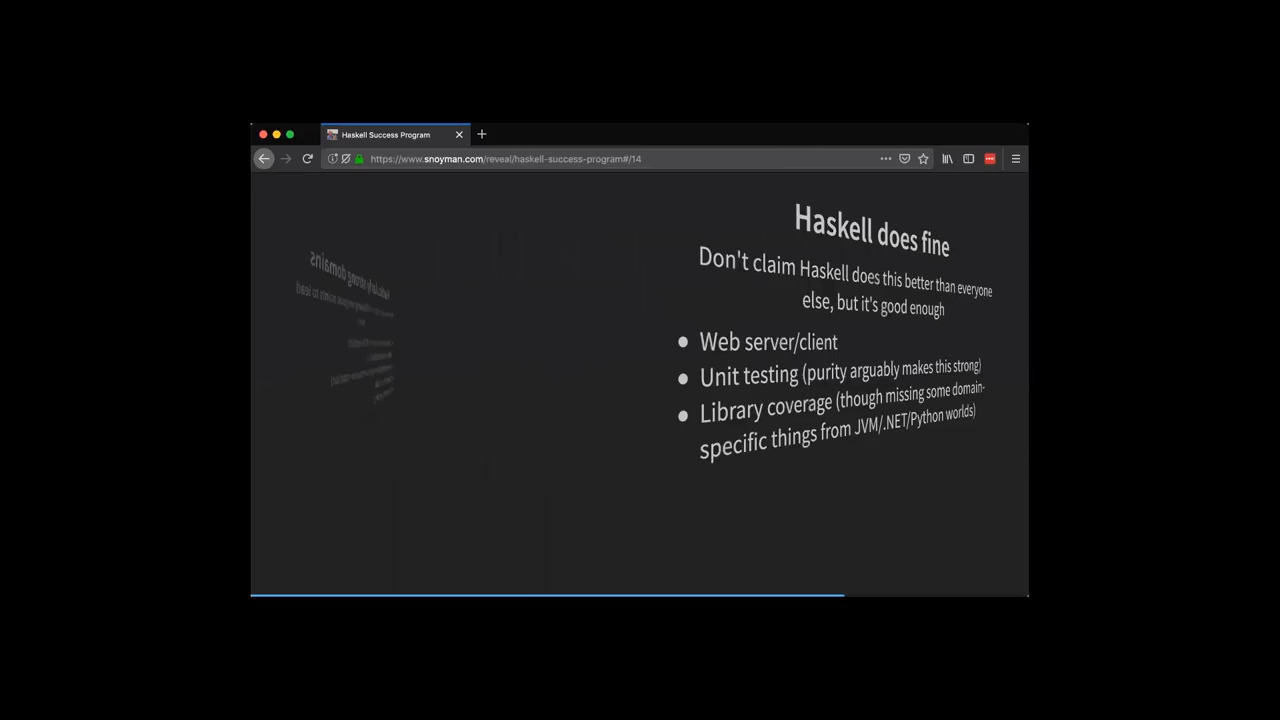 Haskell Success Program
https://www.snoyman.com/reveal/haskell-success-program#/14
Haskell does fine
Don't claim Haskell does this better than everyone
else, but it's good enough
Web server/client
Unit testing (purity arguably makes this strong)
Library coverage (though missing some domain-
specific things from JVM/.NET/Python worlds)
strong domains